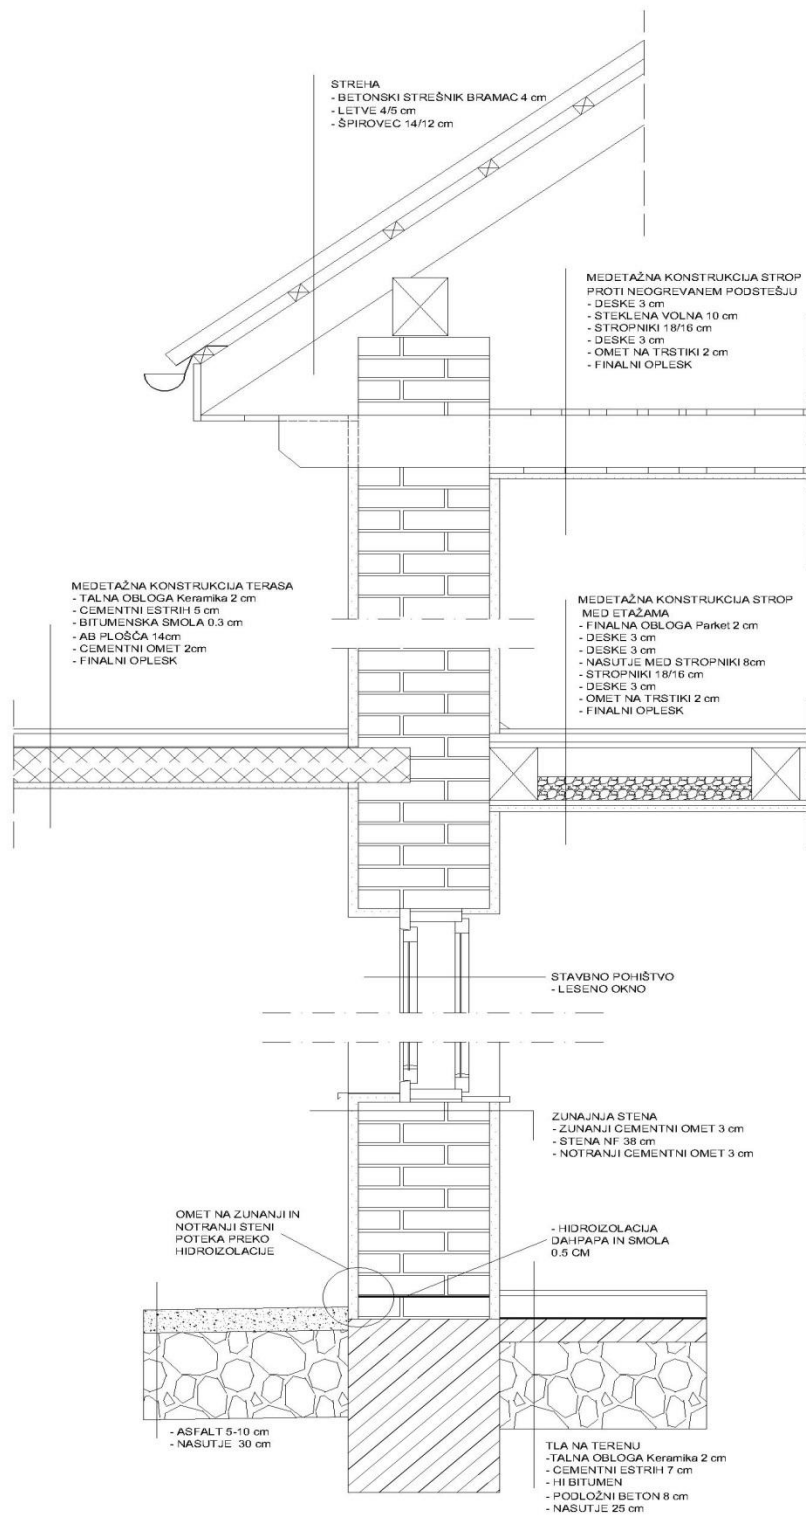 STREHA
- BETONSKI STREŠNIK BRAMAC 4 cm
- LETVE 4/5 cm
- ŠPIROVEC 14/12 cm
MEDETAŽNA KONSTRUKCIJA STROP
PROTI NEOGREVANEM PODSTEŠJU
- DESKE 3 cm
- STEKLENA VOLNA 10 cm
- STROPNIKI 18/16 cm
- DESKE 3 cm
- OMET NA TRSTIKI 2 cm
- FINALNI OPLESK
MEDETAŽNA KONSTRUKCIJA TERASA
- TALNA OBLOGA Keramika 2 cm
- CEMENTNI ESTRIH 5 cm
- BITUMENSKA SMOLA 0.3 cm
- AB PLOŠČA 14cm
- CEMENTNI OMET 2cm
- FINALNI OPLESK
MEDETAŽNA KONSTRUKCIJA STROP
MED ETAŽAMA
- FINALNA OBLOGA Parket 2 cm
- DESKE 3 cm
- DESKE 3 cm
- NASUTJE MED STROPNIKI 8cm
- STROPNIKI 18/16 cm
- DESKE 3 cm
- OMET NA TRSTIKI 2 cm
- FINALNI OPLESK
STAVBNO POHIŠTVO
- LESENO OKNO
ZUNAJNJA STENA
- ZUNANJI CEMENTNI OMET 3 cm
- STENA NF 38 cm
- NOTRANJI CEMENTNI OMET 3 cm
OMET NA ZUNANJI IN
NOTRANJI STENI
POTEKA PREKO
HIDROIZOLACIJE
- HIDROIZOLACIJA
DAHPAPA IN SMOLA
0.5 CM
- ASFALT 5-10 cm
- NASUTJE 30 cm
TLA NA TERENU
-TALNA OBLOGA Keramika 2 cm
- CEMENTNI ESTRIH 7 cm
- HI BITUMEN
- PODLOŽNI BETON 8 cm
- NASUTJE 25 cm